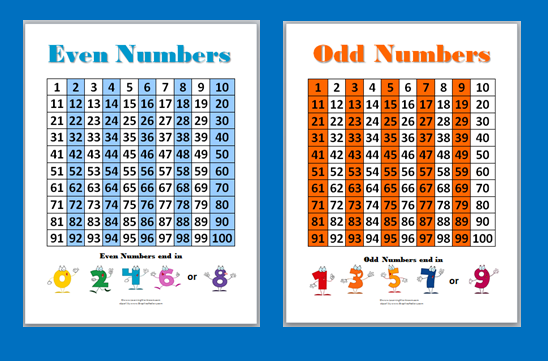 Even Numbers
1 2 3 4 5 6 7 8 9 10
11 12 13 14 15 16 17 18 19 20
21 22 23 24 25 26 27 28 29 30
31 32 33 34 35 36 37 38 39 40
41 42 43 44 45 46 47 48 49 50
51 52 53 54 55 56 57 58 59 60
61 62 63 64 65 66 67 68 69 70
71 72 73 74 75 76 77 78 79 80
81 82 83 84 85 86 87 88 89 90
91 92 93 94 95 96 97 98 99 100
Even Numbers end in
0 2 4 6 or 8
Odd Numbers
1 2 3 4 5 6 7 8 9 10
11 12 13 14 15 16 17 18 19 20
21 22 23 24 25 26 27 28 29 30
31 32 33 34 35 36 37 38 39 40
41 42 43 44 45 46 47 48 49 50
51 52 53 54 55 56 57 58 59 60
61 62 63 64 65 66 67 68 69 70
71 72 73 74 75 76 77 78 79 80
81 82 83 84 85 86 87 88 89 90
91 92 93 94 95 96 97 98 99 100
Odd Numbers end in
1 3 5 7 or 9